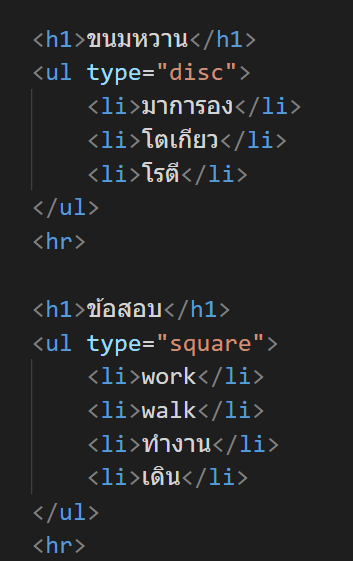 <h1>ขนมหวาน</h1>
<ul type="disc">
<li>มาการอง</li>
<li>โตเกียว</li>
<li>โรตี</li>
</ul>
<hr>
<h1>ข้อสอบ</h1>
<ul type="square">
<li>work</li>
<li>walk</li>
<li>ทำงาน</li>
<li>เดิน</li>
</ul>
<hr>